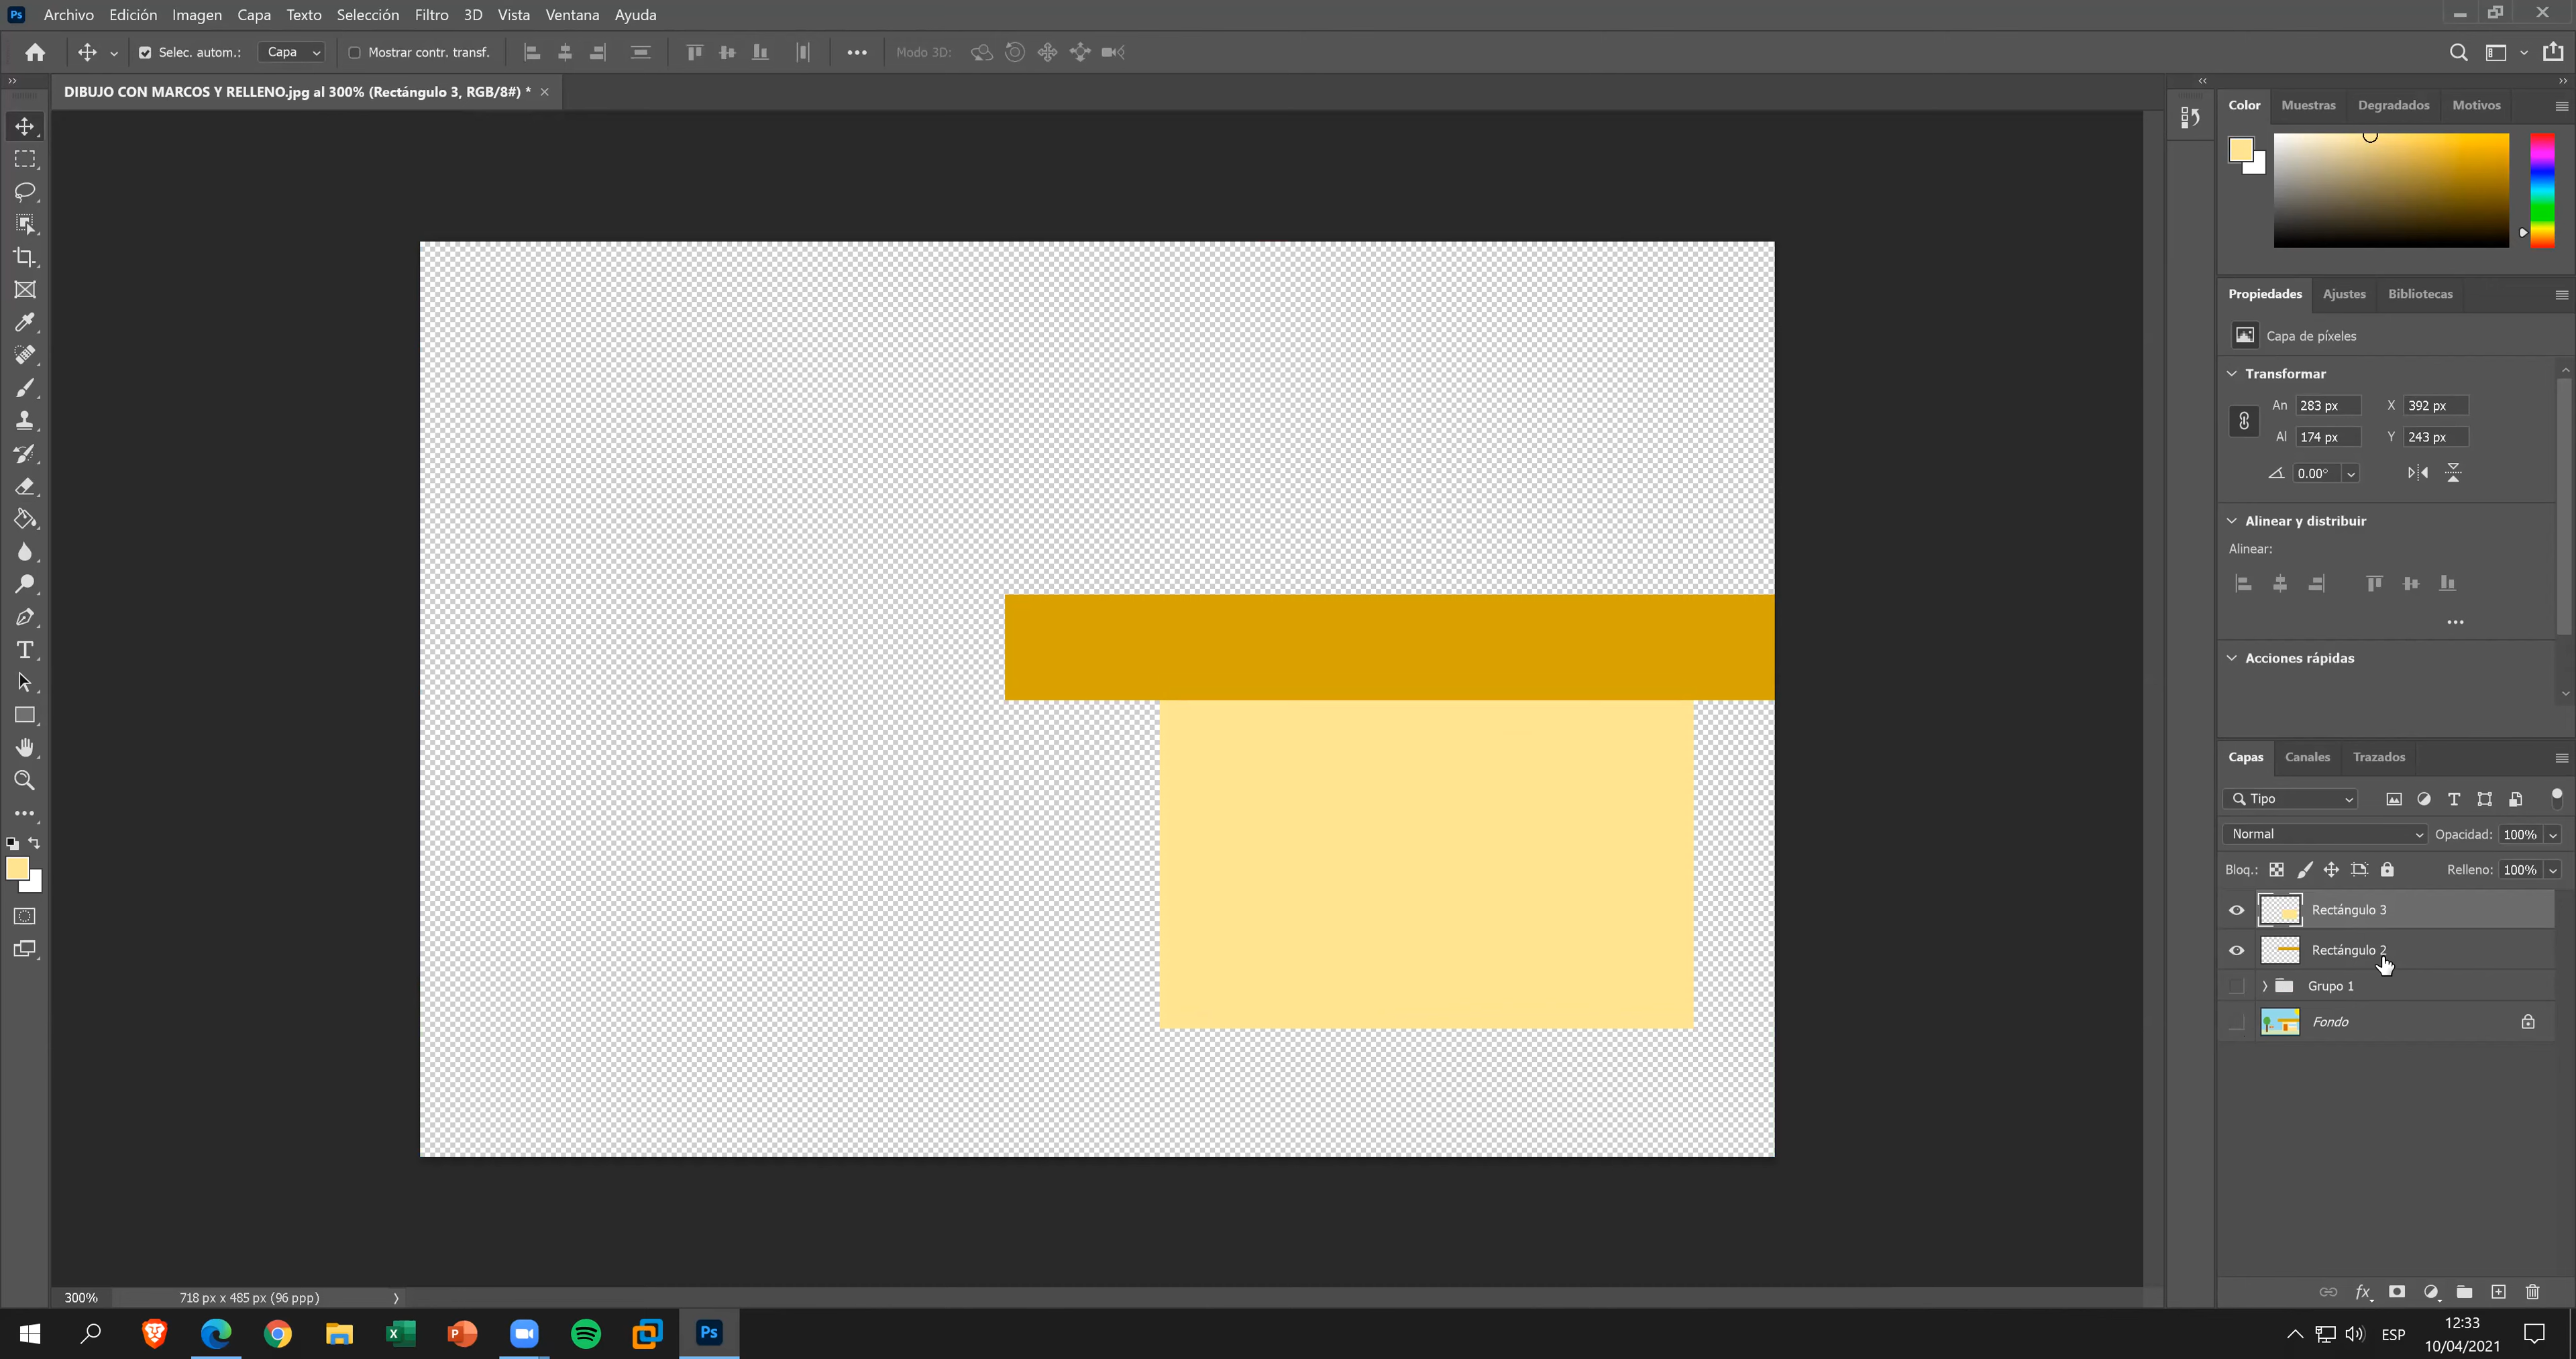 Ps Archivo Edición Imagen Capa Texto Selección Filtro 3D Vista Ventana Ayuda
Selec. autom.: Capa Mostrar contr. transf. Modo 3D:
DIBUJO CON MARCOS Y RELLENO.jpg al 300% (Rectángulo 3, RGB/8#) *
Color Muestras Degradados Motivos
Propiedades Ajustes Bibliotecas
Capa de píxeles
Transformar
An 283 px X 392 px
Al 174 px Y 243 px
0.00°
Alinear y distribuir
Alinear:
Acciones rápidas
Capas Canales Trazados
Tipo
Normal Opacidad: 100%
Bloq.: Relleno: 100%
Rectángulo 3
Rectángulo 2
Grupo 1
Fondo
300% 718 px x 485 px (96 ppp)
Ps
ESP
12:33
10/04/2021